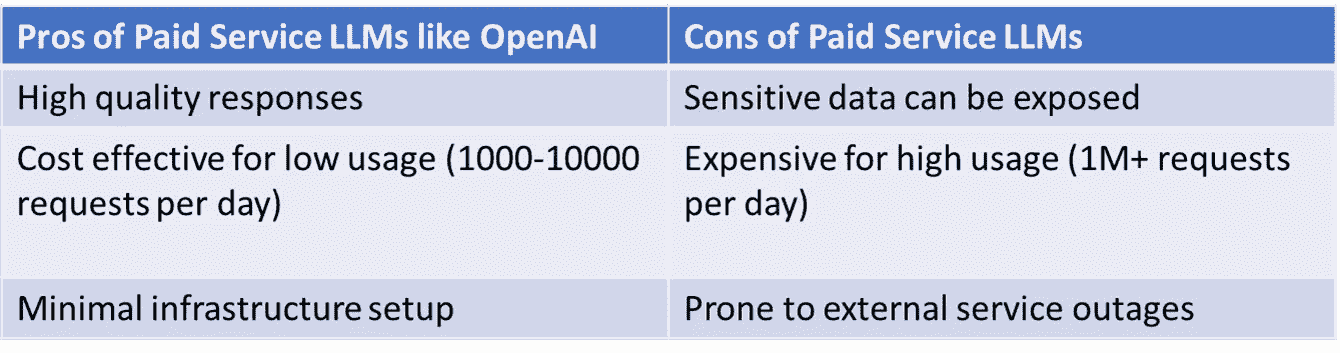 Pros of Paid Service LLMs like OpenAI
Cons of Paid Service LLMs
High quality responses
Sensitive data can be exposed
Cost effective for low usage (1000-10000
requests per day)
Expensive for high usage (1M+ requests
per day)
Minimal infrastructure setup
Prone to external service outages